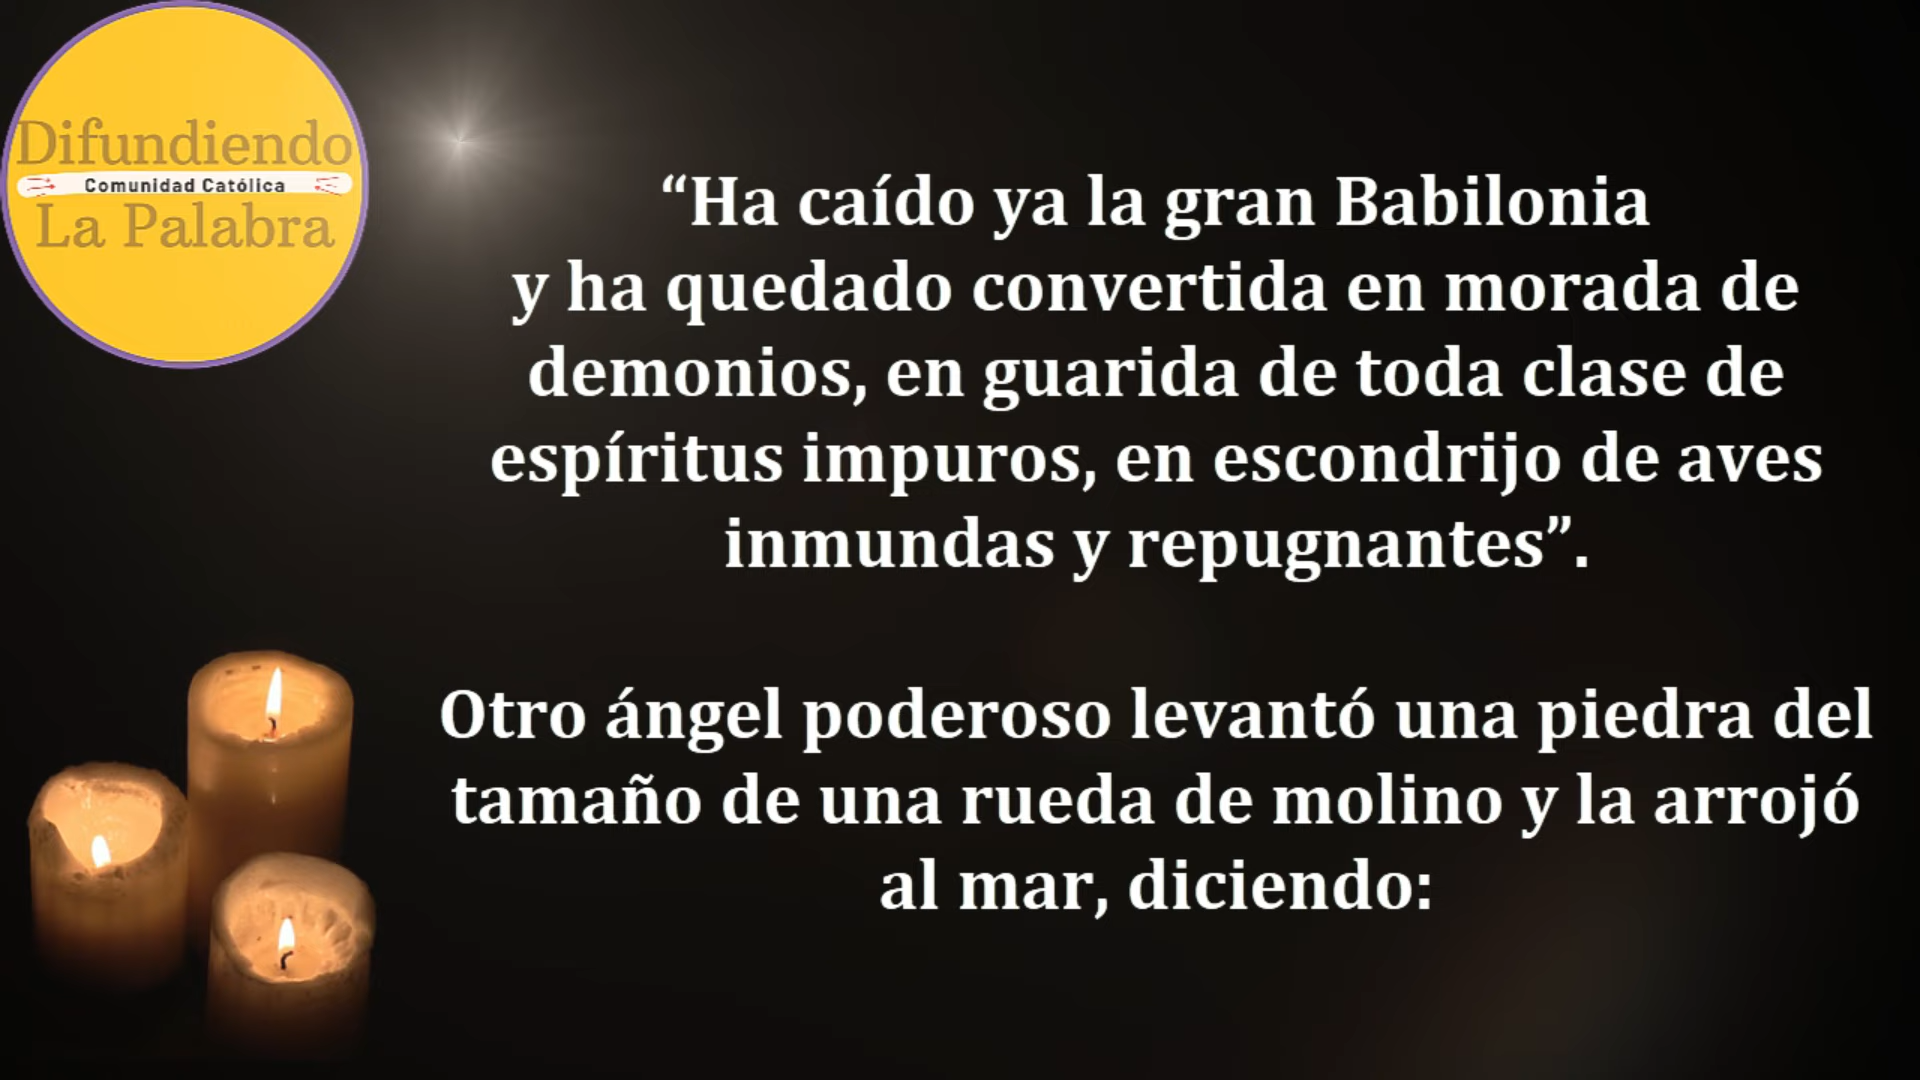 Difundiendo
Comunidad Católica
La Palabra
“Ha caído ya la gran Babilonia
y ha quedado convertida en morada de
demonios, en guarida de toda clase de
espíritus impuros, en escondrijo de aves
inmundas y repugnantes”.
Otro ángel poderoso levantó una piedra del
tamaño de una rueda de molino y la arrojó
al mar, diciendo: